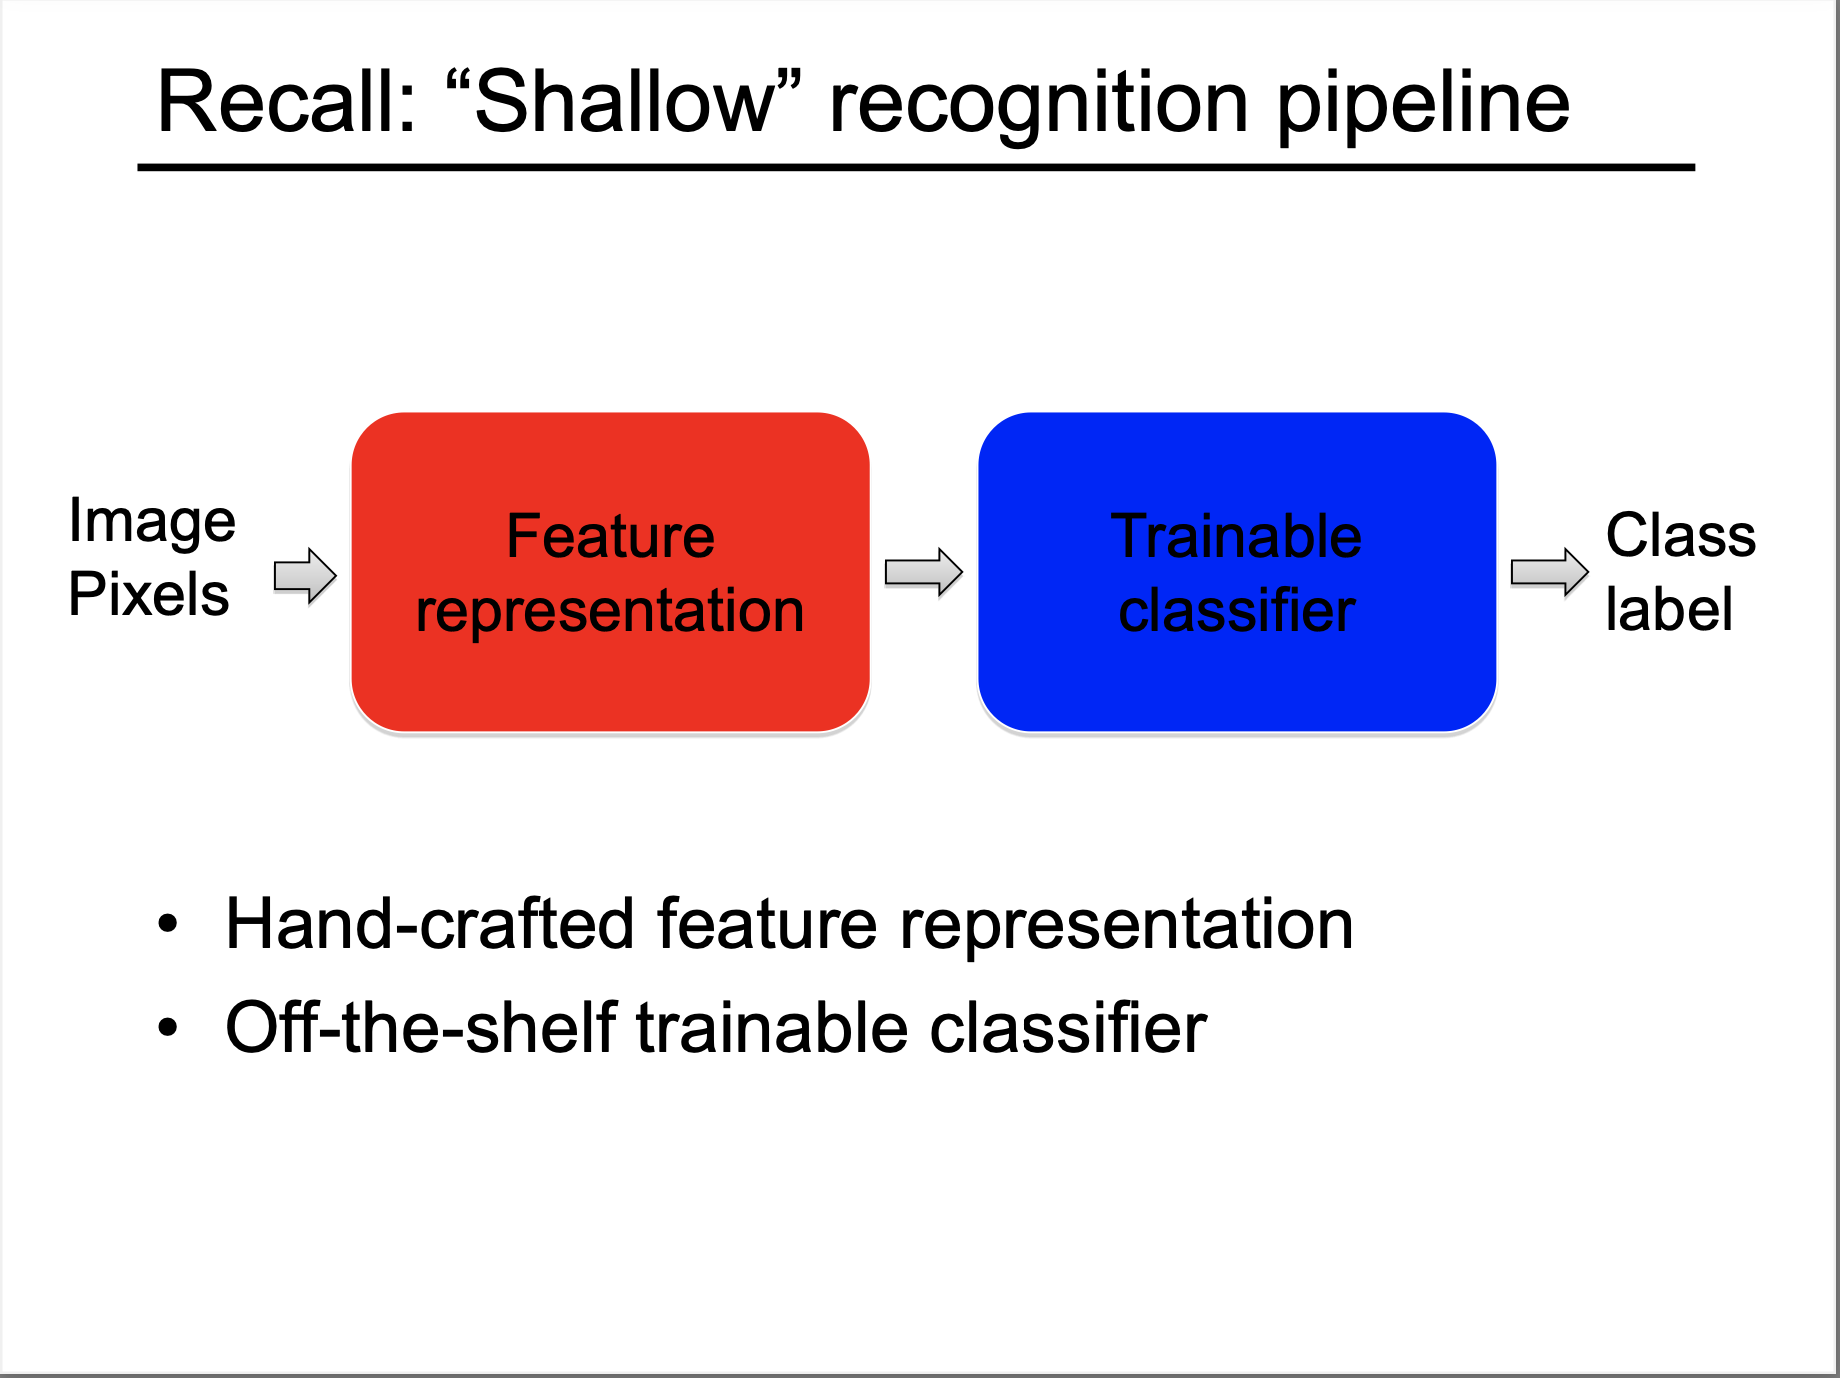 Recall: “Shallow” recognition pipeline
Image
Pixels
Feature
representation
Trainable
classifier
Class
label
• Hand-crafted feature representation
• Off-the-shelf trainable classifier